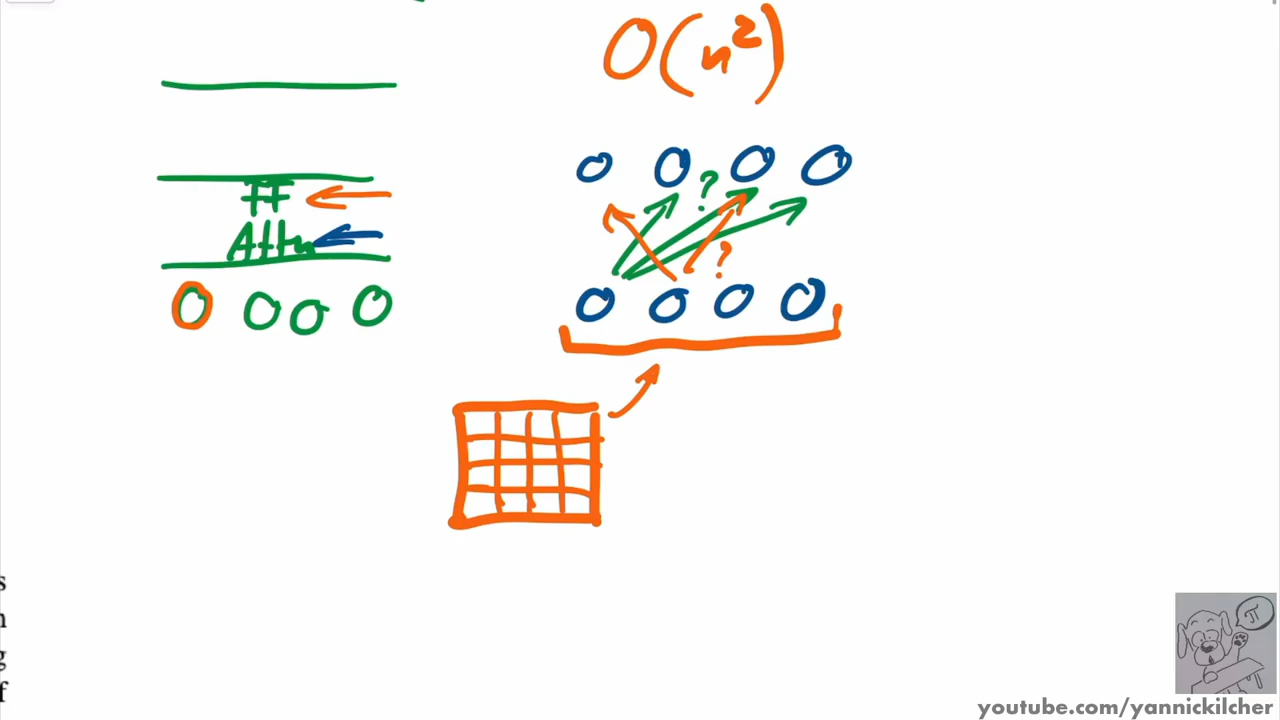 O(n²)
FF
Attn
?
?
s
n
g
f
π
youtube.com/yannickilcher